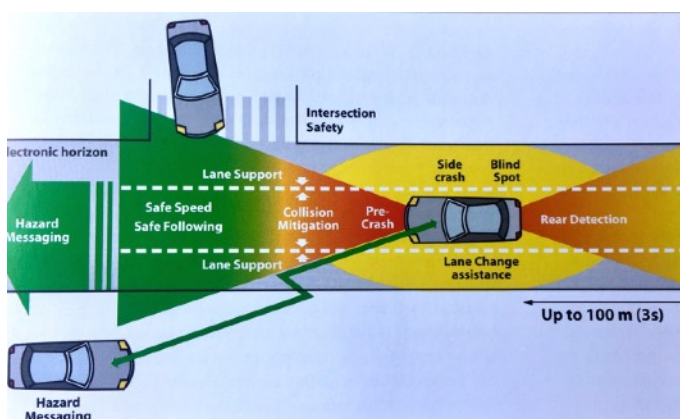 Intersection
Safety
lectronic horizon
Lane Support
Side
crash
Blind
Spot
Hazard
Messaging
Safe Speed
Safe Following
Collision
Mitigation
Pre-
Crash
Rear Detection
Lane Support
Lane Change
assistance
Up to 100 m (3s)
Hazard
Messaging